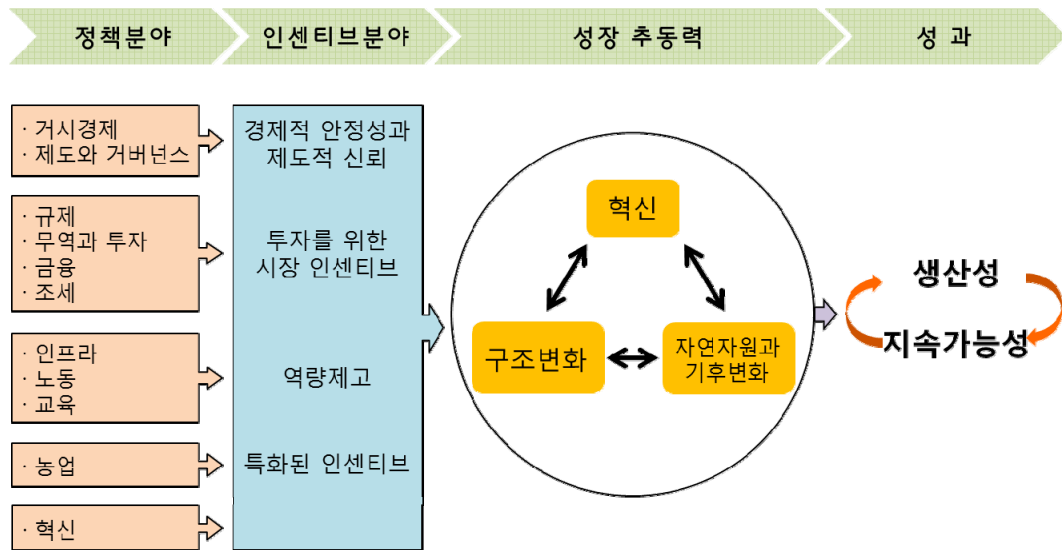 정책분야
인센티브분야
성장 추동력
성 과
· 거시경제
· 제도와 거버넌스
경제적 안정성과
제도적 신뢰
· 규제
· 무역과 투자
· 금융
· 조세
투자를 위한
시장 인센티브
· 인프라
· 노동
· 교육
역량제고
· 농업
특화된 인센티브
· 혁신
혁신
구조변화
자연자원과
기후변화
생산성
지속가능성